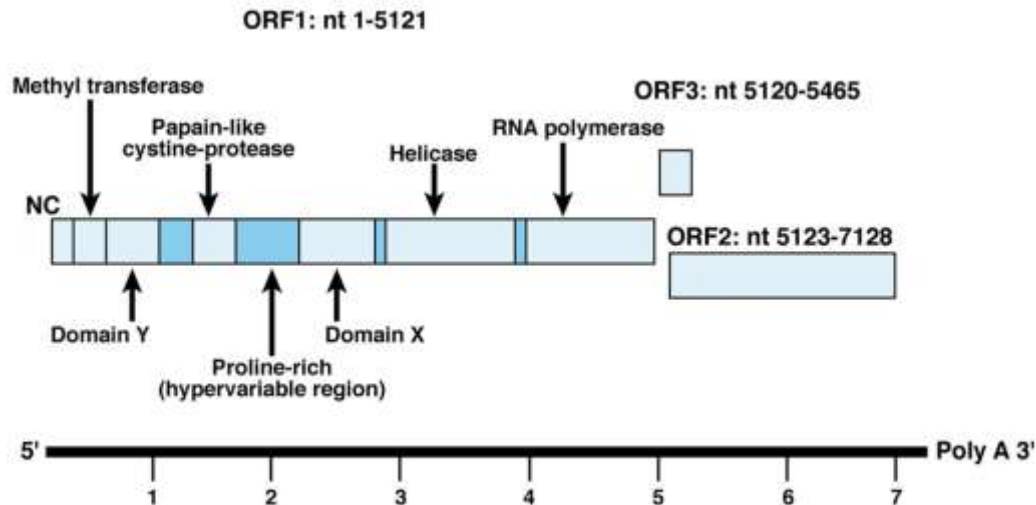 ORF1: nt 1-5121
Methyl transferase
ORF3: nt 5120-5465
Papain-like
cystine-protease
Helicase
RNA polymerase
NC
ORF2: nt 5123-7128
Domain Y
Domain X
Proline-rich
(hypervariable region)
5' Poly A 3'
1 2 3 4 5 6 7